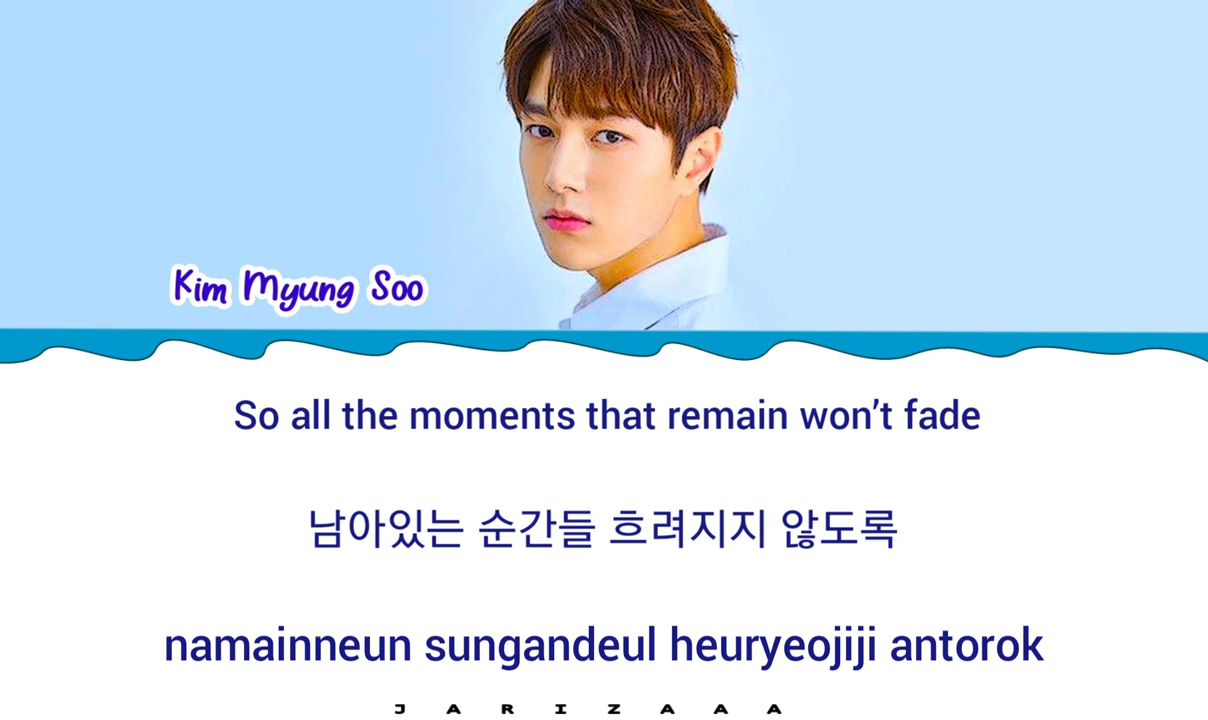 Kim Myung Soo
So all the moments that remain won’t fade
남아있는 순간들 흐려지지 않도록
namainneun sungandeul heuryeojiji antorok
JARIZAAA